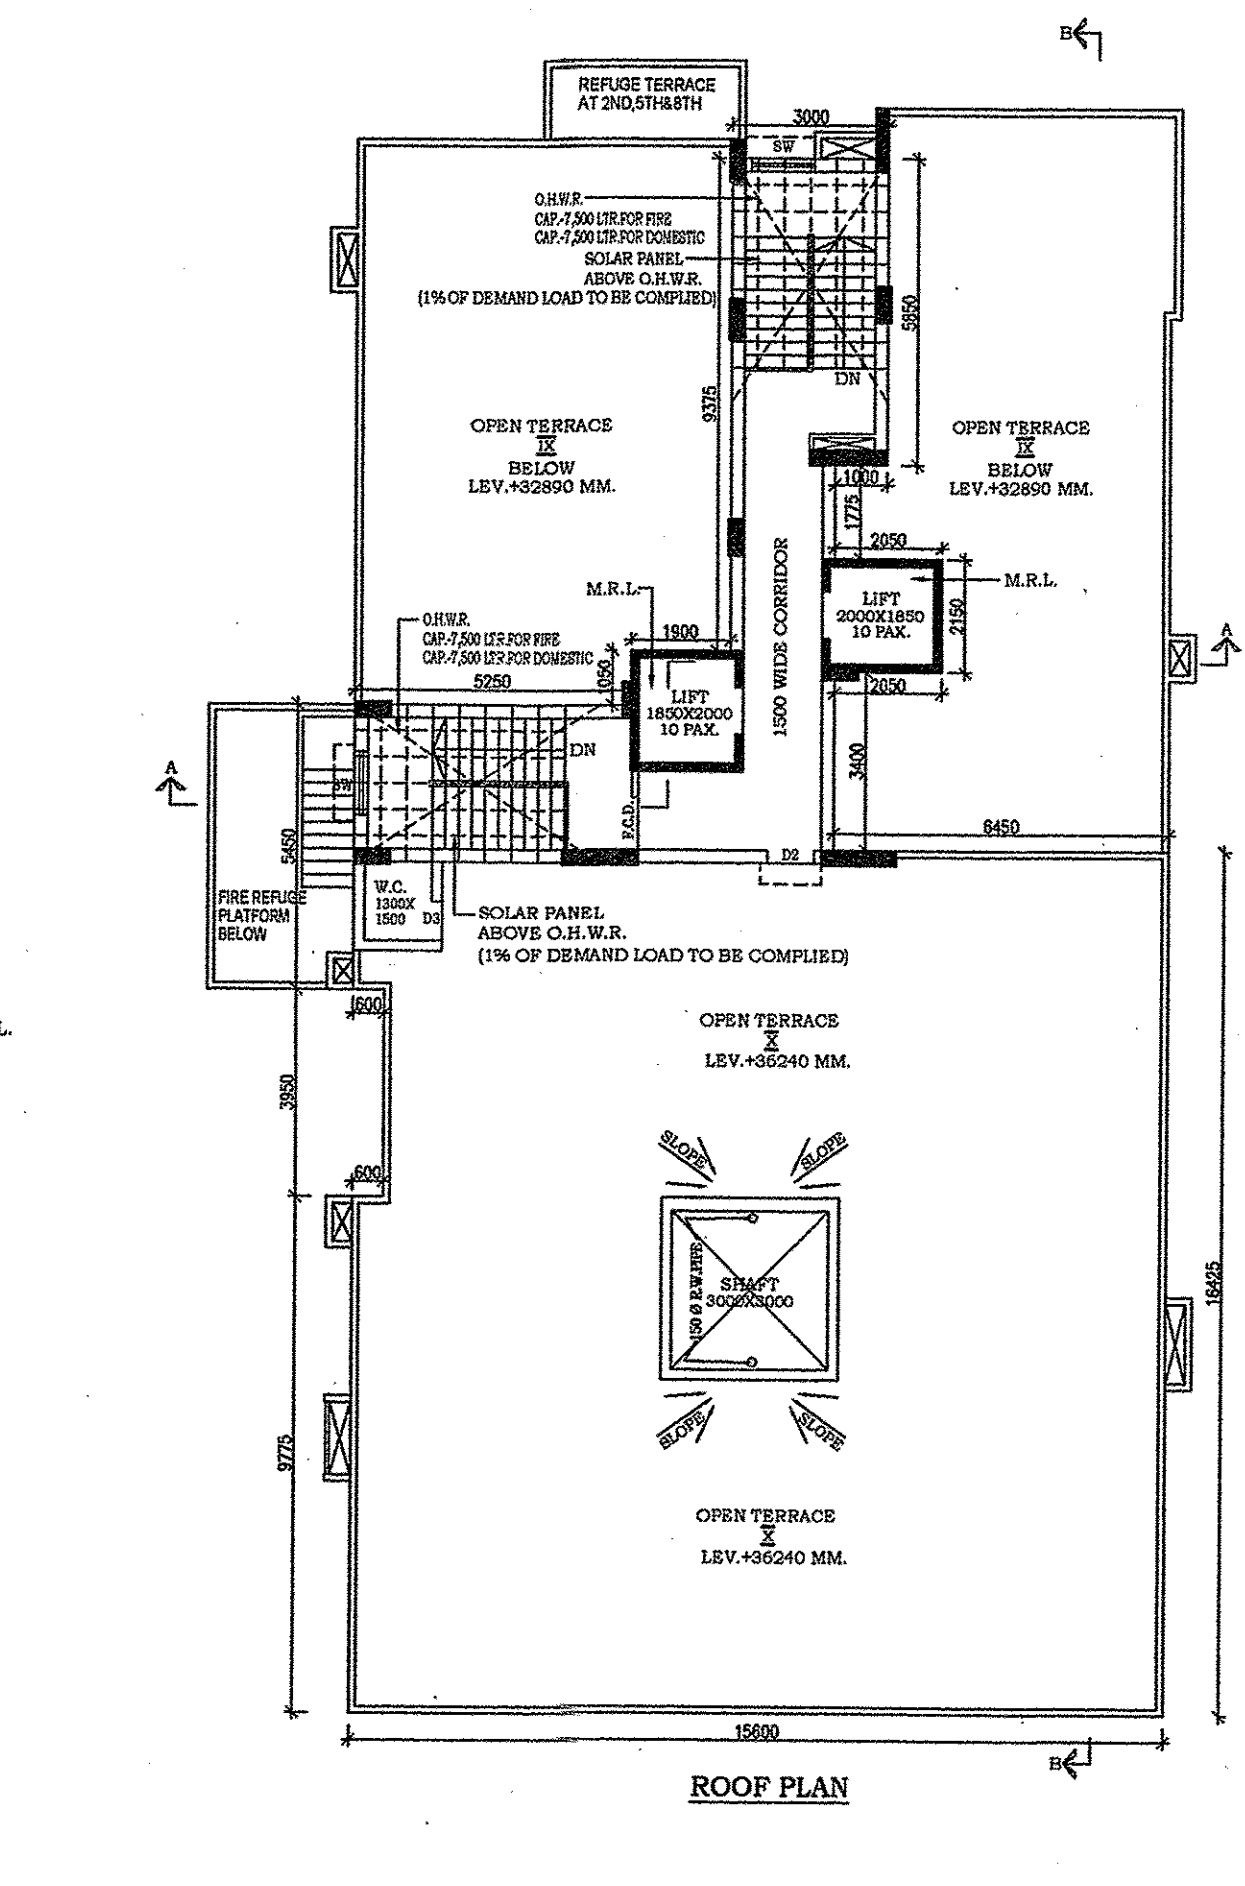 B
REFUGE TERRACE
AT 2ND,5TH&8TH
3000
SW
O.H.W.R.
CAP.-7,500 LTR.FOR FIRE
CAP.-7,500 LTR.FOR DOMESTIC
SOLAR PANEL
ABOVE O.H.W.R.
(1% OF DEMAND LOAD TO BE COMPLIED)
5850
DN
9375
OPEN TERRACE
IX
BELOW
LEV.+32890 MM.
OPEN TERRACE
IX
BELOW
LEV.+32890 MM.
1000
1775
2050
M.R.L.
LIFT
2000X1850
10 PAX.
2150
2050
1500 WIDE CORRIDOR
M.R.L.
O.H.W.R.
CAP.-7,500 LTR.FOR FIRE
CAP.-7,500 LTR.FOR DOMESTIC
1900
1050
5250
LIFT
1850X2000
10 PAX.
A
A
DN
SW
3400
F.C.D.
6450
5450
D2
FIRE REFUGE
PLATFORM
BELOW
W.C.
1300X
1500
D3
SOLAR PANEL
ABOVE O.H.W.R.
(1% OF DEMAND LOAD TO BE COMPLIED)
600
L.
OPEN TERRACE
X
LEV.+36240 MM.
3950
600
SLOPE
SLOPE
150 Ø R.W.PIPE
SHAFT
3000X3000
16425
SLOPE
SLOPE
9775
OPEN TERRACE
X
LEV.+36240 MM.
15600
B
ROOF PLAN